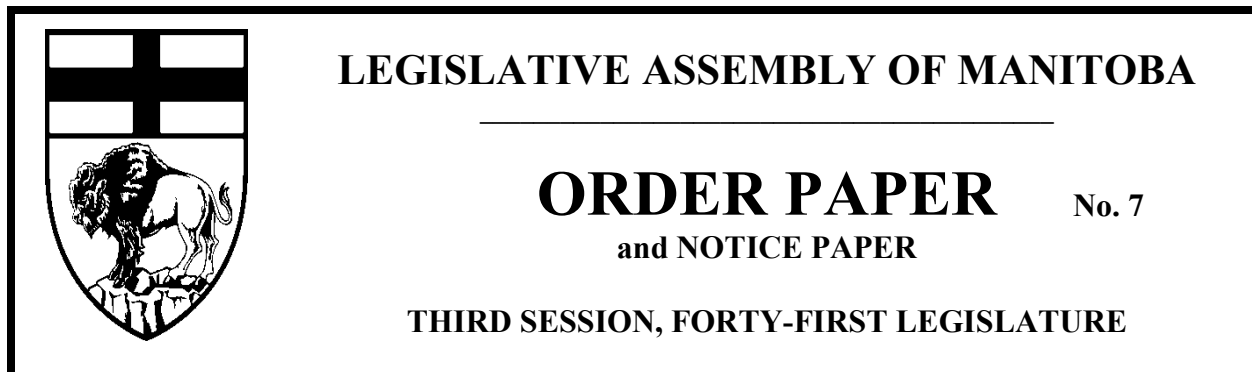 LEGISLATIVE ASSEMBLY OF MANITOBA
ORDER PAPER No. 7
and NOTICE PAPER
THIRD SESSION, FORTY-FIRST LEGISLATURE